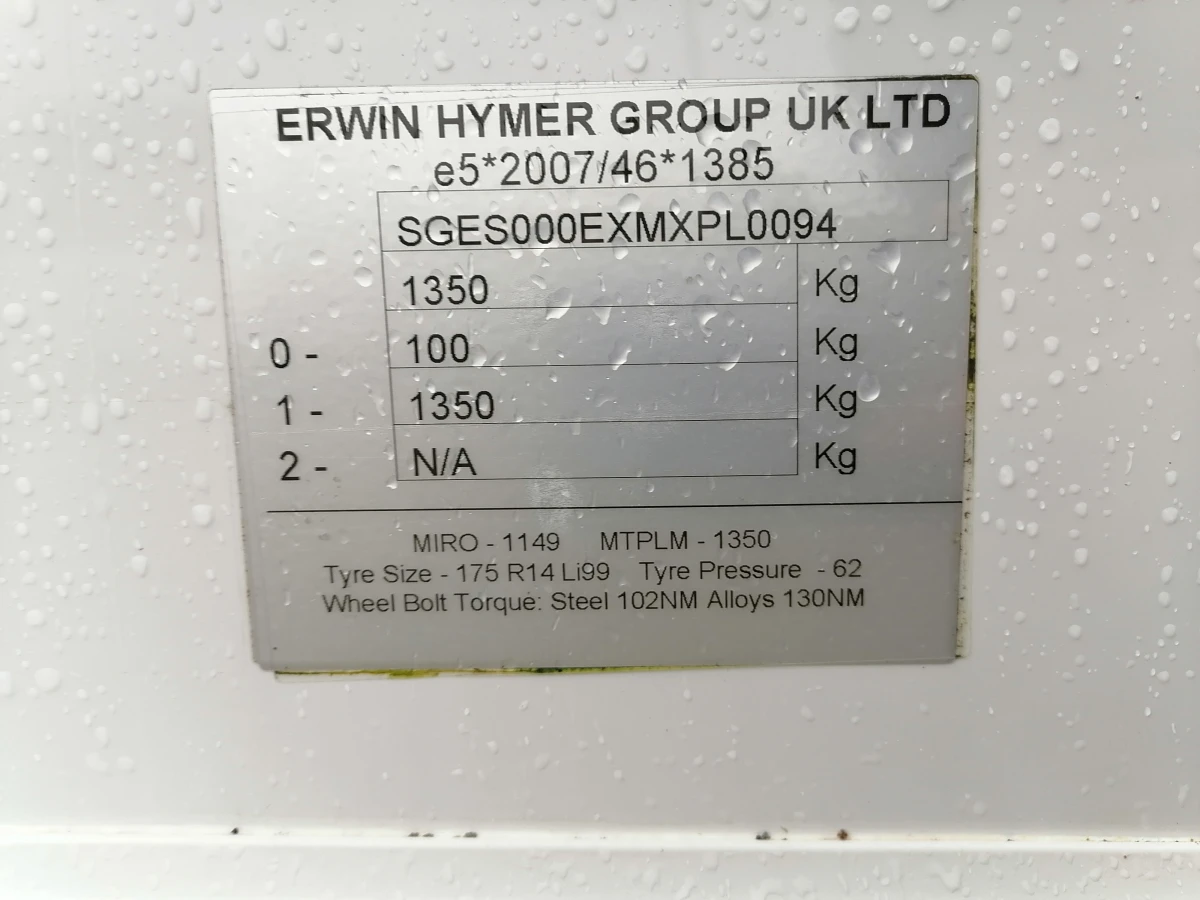 ERWIN HYMER GROUP UK LTD
e5*2007/46*1385
SGES000EXMXPL0094
1350 Kg
0 - 100 Kg
1 - 1350 Kg
2 - N/A Kg
MIRO - 1149 MTPLM - 1350
Tyre Size - 175 R14 Li99 Tyre Pressure - 62
Wheel Bolt Torque: Steel 102NM Alloys 130NM